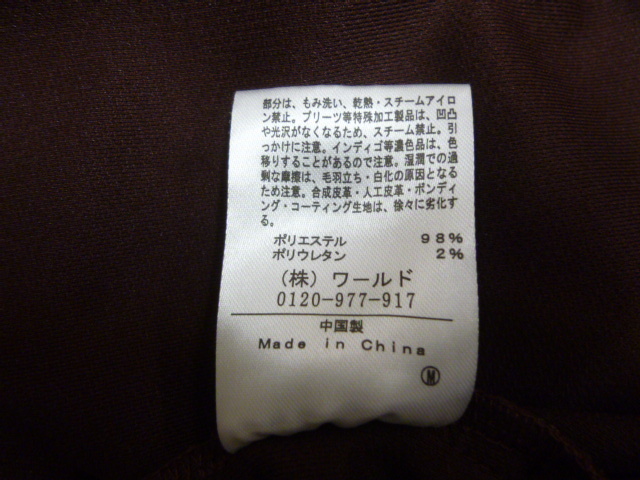 部分は、もみ洗い、乾熱・スチームアイロ
ン禁止。プリーツ等特殊加工製品は、凹凸
や光沢がなくなるため、スチーム禁止。引
っかけに注意。インディゴ等濃色品は、色
移りすることがあるので注意。湿潤での過
剰な摩擦は、毛羽立ち・白化の原因となる
ため注意。合成皮革・人工皮革・ボンディ
ング・コーティング生地は、徐々に劣化す
る。
ポリエステル 98%
ポリウレタン 2%
(株) ワールド
0120-977-917
中国製
Made in China
M